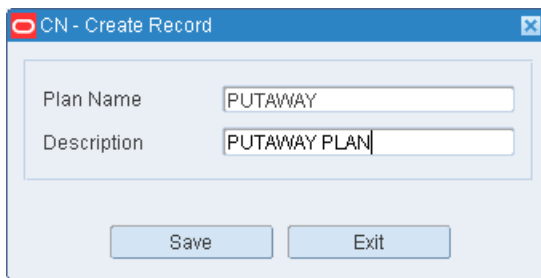 CN - Create Record
Plan Name PUTAWAY
Description PUTAWAY PLAN
Save Exit